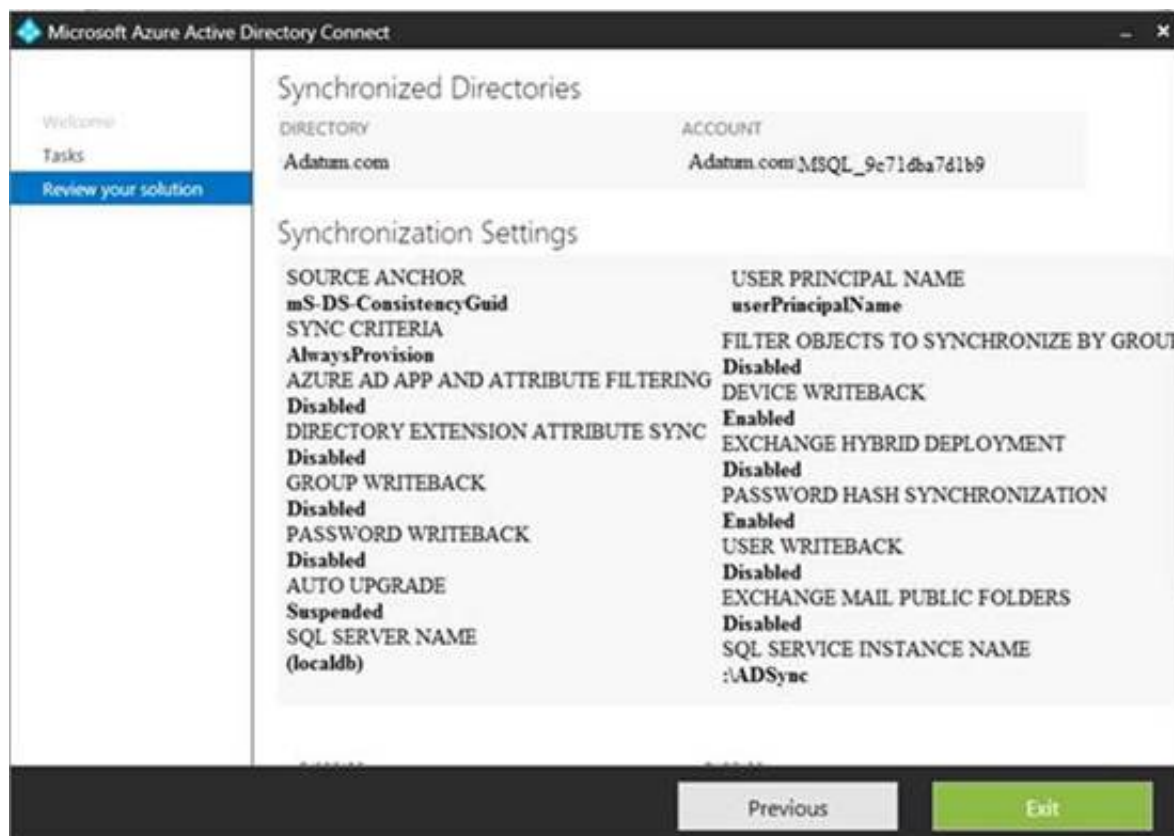 Microsoft Azure Active Directory Connect
Welcome
Tasks
Review your solution
Synchronized Directories
DIRECTORY
ACCOUNT
Adatum.com
Adatum.com\MSQL_9c71dba7d1b9
Synchronization Settings
SOURCE ANCHOR
mS-DS-ConsistencyGuid
SYNC CRITERIA
AlwaysProvision
AZURE AD APP AND ATTRIBUTE FILTERING
Disabled
DIRECTORY EXTENSION ATTRIBUTE SYNC
Disabled
GROUP WRITEBACK
Disabled
PASSWORD WRITEBACK
Disabled
AUTO UPGRADE
Suspended
SQL SERVER NAME
(localdb)
USER PRINCIPAL NAME
userPrincipalName
FILTER OBJECTS TO SYNCHRONIZE BY GROUP
Disabled
DEVICE WRITEBACK
Enabled
EXCHANGE HYBRID DEPLOYMENT
Disabled
PASSWORD HASH SYNCHRONIZATION
Enabled
USER WRITEBACK
Disabled
EXCHANGE MAIL PUBLIC FOLDERS
Disabled
SQL SERVICE INSTANCE NAME
:\ADSync
Previous
Exit